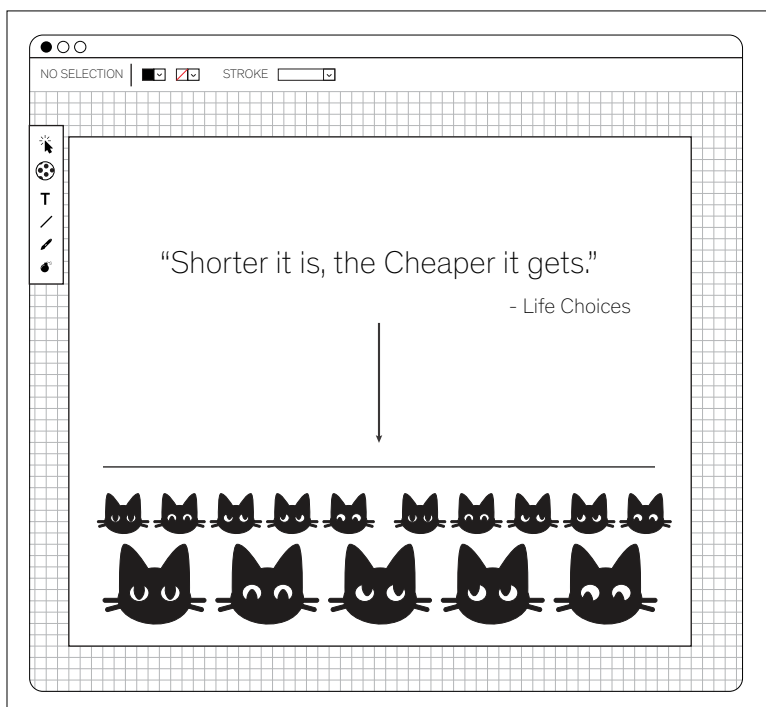 NO SELECTION STROKE
T
“Shorter it is, the Cheaper it gets.”
- Life Choices